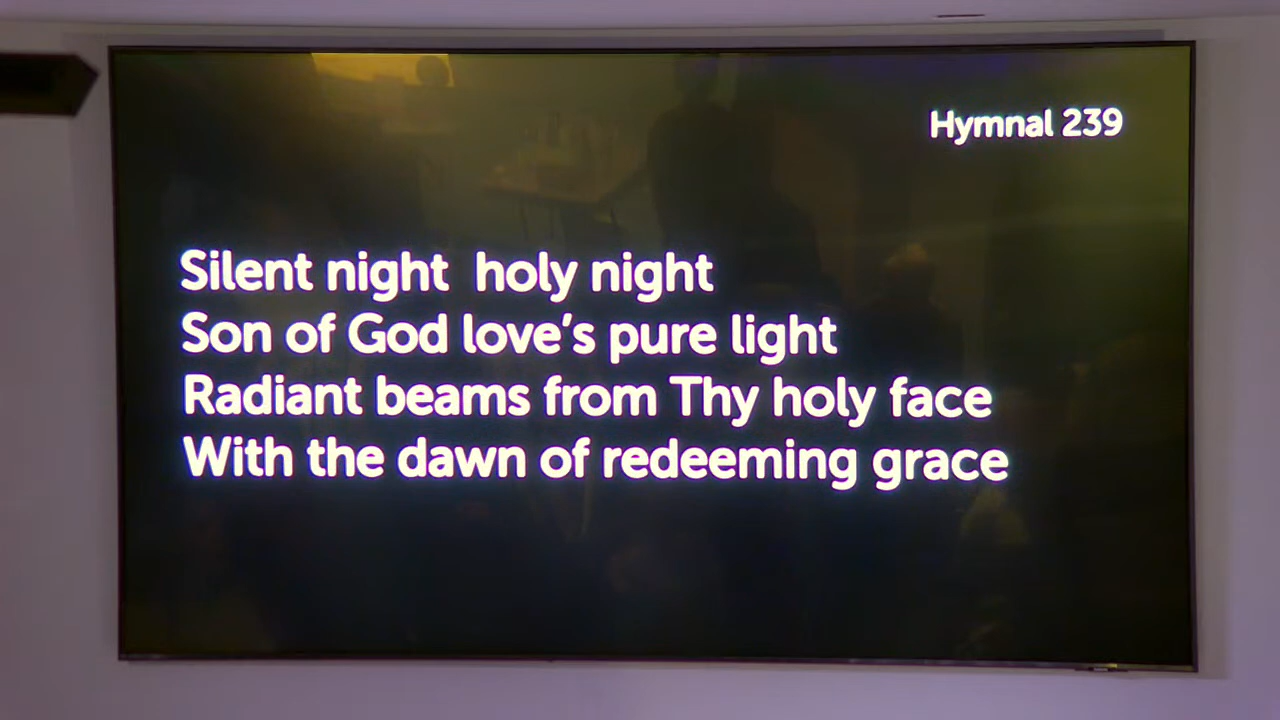 Hymnal 239
Silent night holy night
Son of God love's pure light
Radiant beams from Thy holy face
With the dawn of redeeming grace